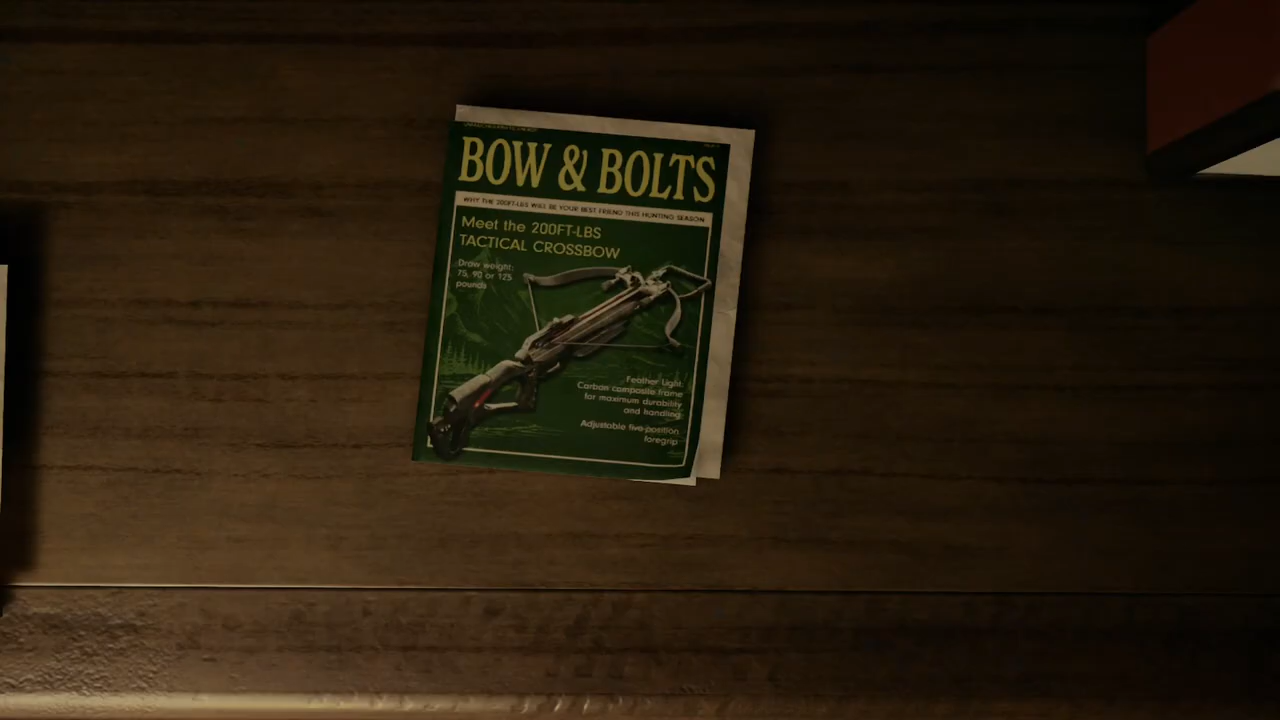 BOW & BOLTS
WHY THE 200FT-LBS WILL BE YOUR BEST FRIEND THIS HUNTING SEASON
Meet the 200FT-LBS
TACTICAL CROSSBOW
Draw weight:
75, 90 or 125
pounds
Feather Light
Carbon composite frame
for maximum durability
and handling
Adjustable five-position
foregrip